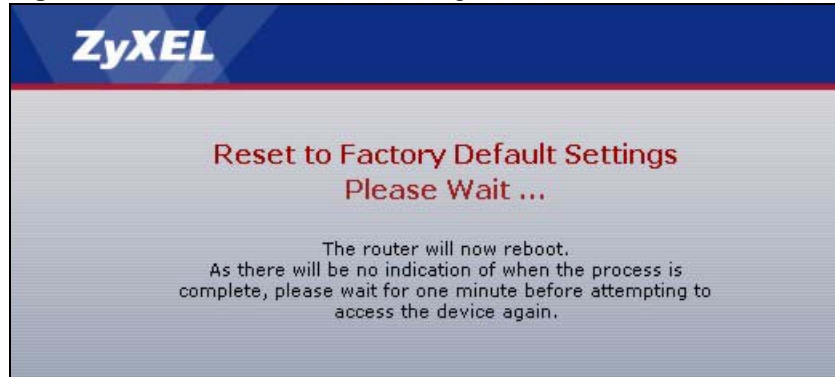 ZyXEL
Reset to Factory Default Settings
Please Wait ...
The router will now reboot.
As there will be no indication of when the process is
complete, please wait for one minute before attempting to
access the device again.